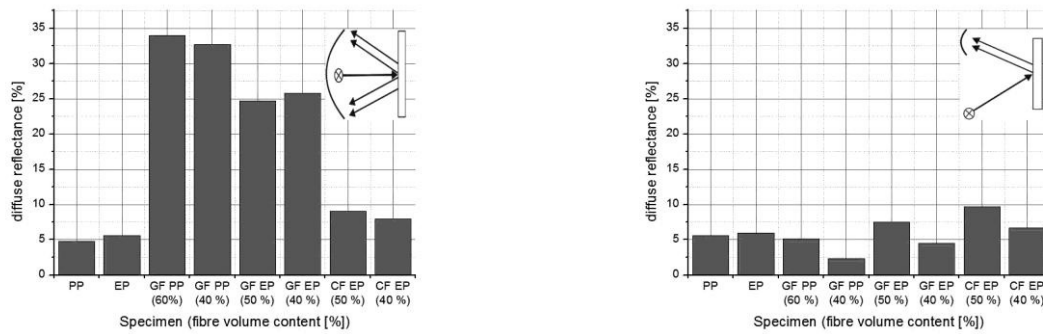 35
30
25
20
15
10
5
0
diffuse reflectance [%]
PP EP GF PP GF PP GF EP GF EP CF EP CF EP
(60%) (40 %) (50 %) (40 %) (50 %) (40 %)
Specimen (fibre volume content [%])
35
30
25
20
15
10
5
0
diffuse reflectance [%]
PP EP GF PP GF PP GF EP GF EP CF EP CF EP
(60 %) (40 %) (50 %) (40 %) (50 %) (40 %)
Specimen (fibre volume content [%])